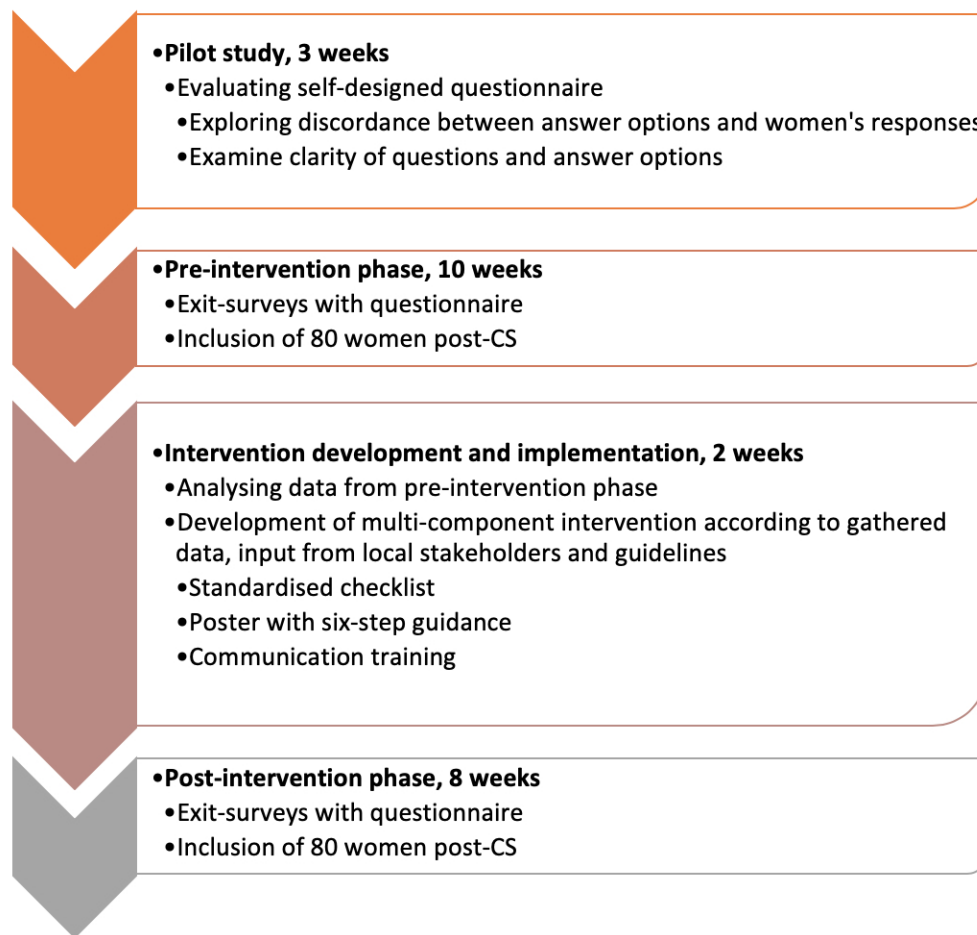 •Pilot study, 3 weeks
•Evaluating self-designed questionnaire
•Exploring discordance between answer options and women's responses
•Examine clarity of questions and answer options
•Pre-intervention phase, 10 weeks
•Exit-surveys with questionnaire
•Inclusion of 80 women post-CS
•Intervention development and implementation, 2 weeks
•Analysing data from pre-intervention phase
•Development of multi-component intervention according to gathered
data, input from local stakeholders and guidelines
•Standardised checklist
•Poster with six-step guidance
•Communication training
•Post-intervention phase, 8 weeks
•Exit-surveys with questionnaire
•Inclusion of 80 women post-CS